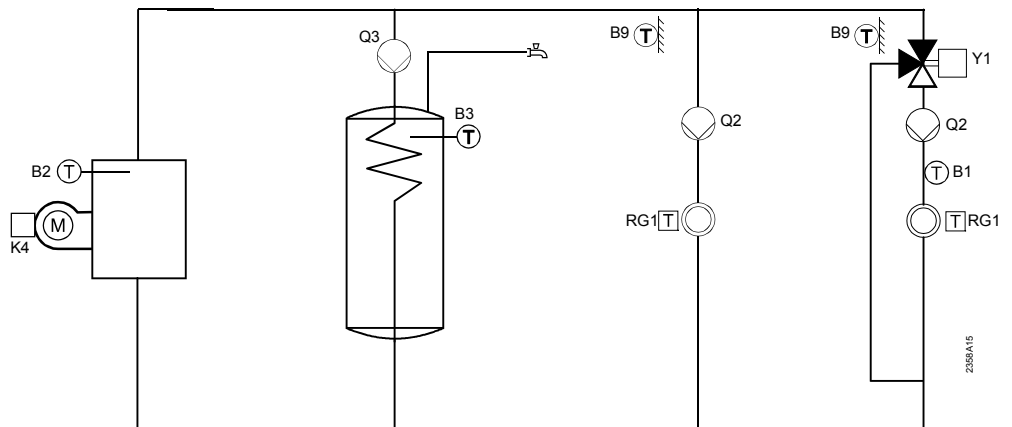 Q3
B9 T
B9 T
Y1
B3
T
Q2
Q2
B2 T
T B1
M
K4
RG1 T
T RG1
2358A15